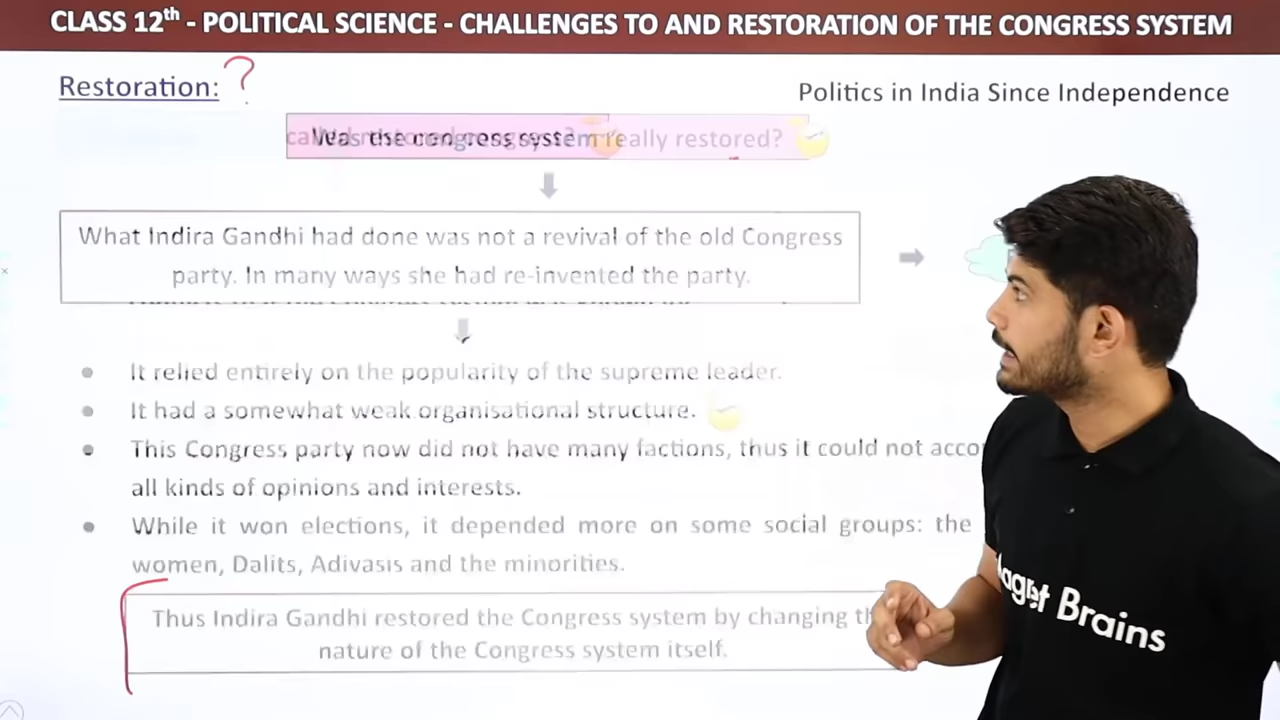 CLASS 12th - POLITICAL SCIENCE - CHALLENGES TO AND RESTORATION OF THE CONGRESS SYSTEM
Restoration: ?
Politics in India Since Independence
Was the congress system really restored?
What Indira Gandhi had done was not a revival of the old Congress
party. In many ways she had re-invented the party.
• It relied entirely on the popularity of the supreme leader.
• It had a somewhat weak organisational structure.
• This Congress party now did not have many factions, thus it could not acco
all kinds of opinions and interests.
• While it won elections, it depended more on some social groups: the
women, Dalits, Adivasis and the minorities.
Thus Indira Gandhi restored the Congress system by changing th
nature of the Congress system itself.
Brains